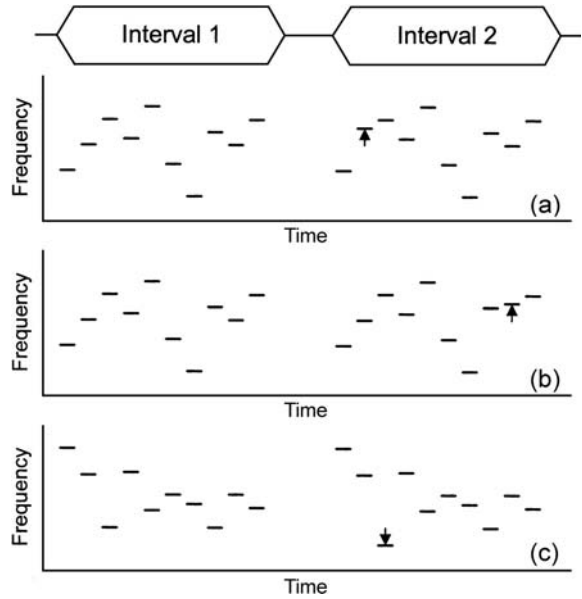 Interval 1 Interval 2
Frequency
(a)
Time
Frequency
(b)
Time
Frequency
(c)
Time